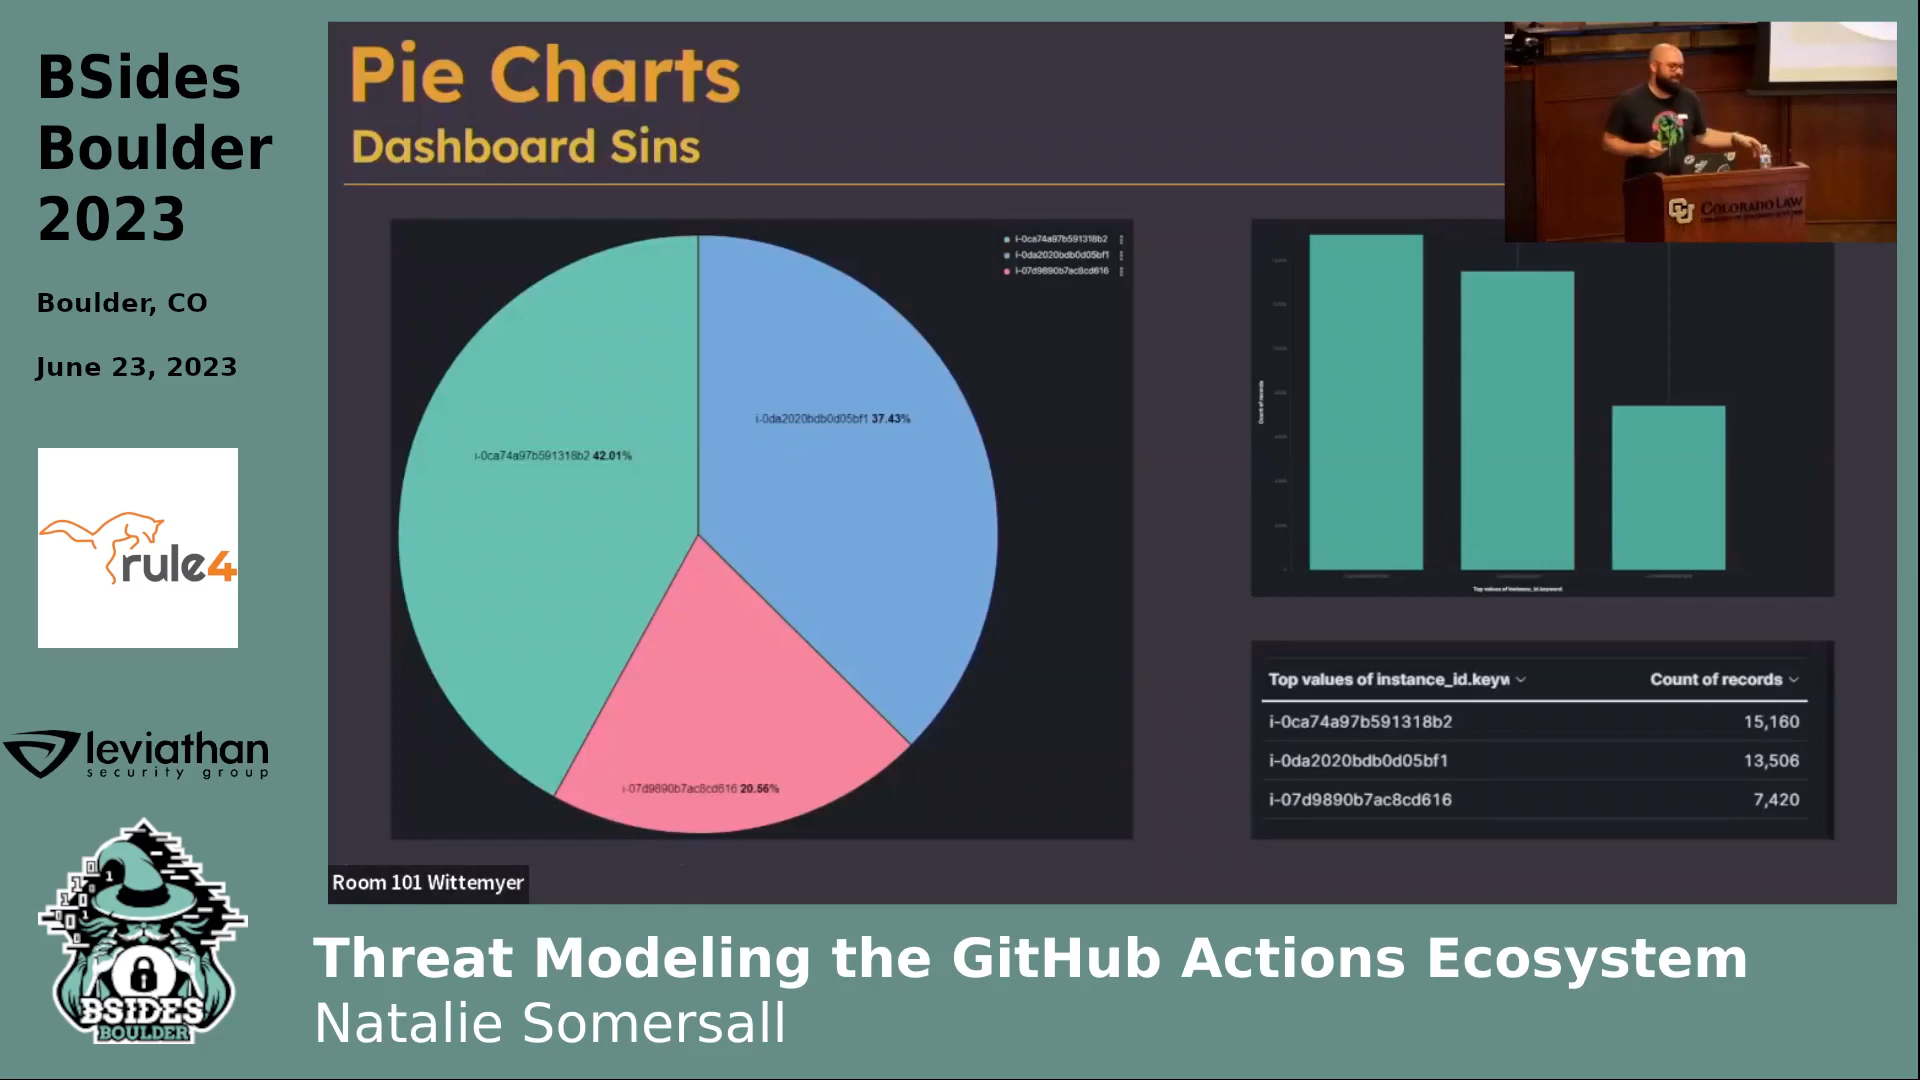 BSides
Boulder
2023
Boulder, CO
June 23, 2023
rule4
leviathan
security group
BSIDES
BOULDER
Pie Charts
Dashboard Sins
i-0ca74a97b591318b2
i-0da2020bdb0d05bf1
i-07d9890b7ac8cd616
i-0da2020bdb0d05bf1 37.43%
i-0ca74a97b591318b2 42.01%
i-07d9890b7ac8cd616 20.56%
Count of records
Top values of instance_id.keyword
Top values of instance_id.keyw
Count of records
i-0ca74a97b591318b2 15,160
i-0da2020bdb0d05bf1 13,506
i-07d9890b7ac8cd616 7,420
CU COLORADO LAW
Room 101 Wittemyer
Threat Modeling the GitHub Actions Ecosystem
Natalie Somersall